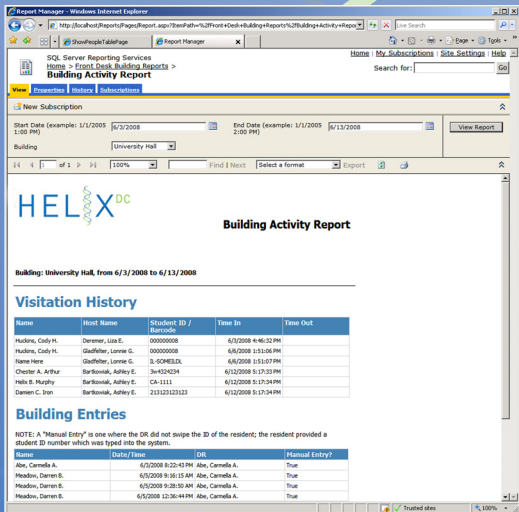 Report Manager - Windows Internet Explorer
http://localhost/Reports/Pages/Report.aspx?ItemPath=%2fFront+Desk+Building+Reports%2fBuilding+Activity+Repor
Live Search
ShowPeopleTablePage
Report Manager
Page
Tools
SQL Server Reporting Services
Home | My Subscriptions | Site Settings | Help
Home > Front Desk Building Reports >
Building Activity Report
Search for:
Go
View Properties History Subscriptions
New Subscription
Start Date (example: 1/1/2005 1:00 PM) 6/3/2008
End Date (example: 1/1/2005 2:00 PM) 6/13/2008
View Report
Building University Hall
1 of 1 100% Find | Next Select a format Export
HELIX DC
Building Activity Report
Building: University Hall, from 6/3/2008 to 6/13/2008
Visitation History
Name Host Name Student ID / Barcode Time In Time Out
Huckins, Cody H. Deremer, Liza E. 000000008 6/3/2008 4:46:32 PM
Huckins, Cody H. Gladfelter, Lonnie G. 000000008 6/6/2008 1:51:06 PM
Name Here Gladfelter, Lonnie G. IL-SOMEILDL 6/6/2008 1:51:07 PM
Chester A. Arthur Bartkowiak, Ashley E. 3w4324234 6/12/2008 5:17:33 PM
Helix B. Murphy Bartkowiak, Ashley E. CA-1111 6/12/2008 5:17:34 PM
Damien C. Iron Bartkowiak, Ashley E. 213123123123 6/12/2008 5:17:34 PM
Building Entries
NOTE: A "Manual Entry" is one where the DR did not swipe the ID of the resident; the resident provided a
student ID number which was typed into the system.
Name Date/Time DR Manual Entry?
Abe, Carmella A. 6/3/2008 8:22:43 PM Abe, Carmella A. True
Meadow, Darren B. 6/5/2008 9:16:15 AM Abe, Carmella A. True
Meadow, Darren B. 6/5/2008 9:28:50 AM Abe, Carmella A. True
Meadow, Darren B. 6/5/2008 12:36:44 PM Abe, Carmella A. True
Trusted sites
100%